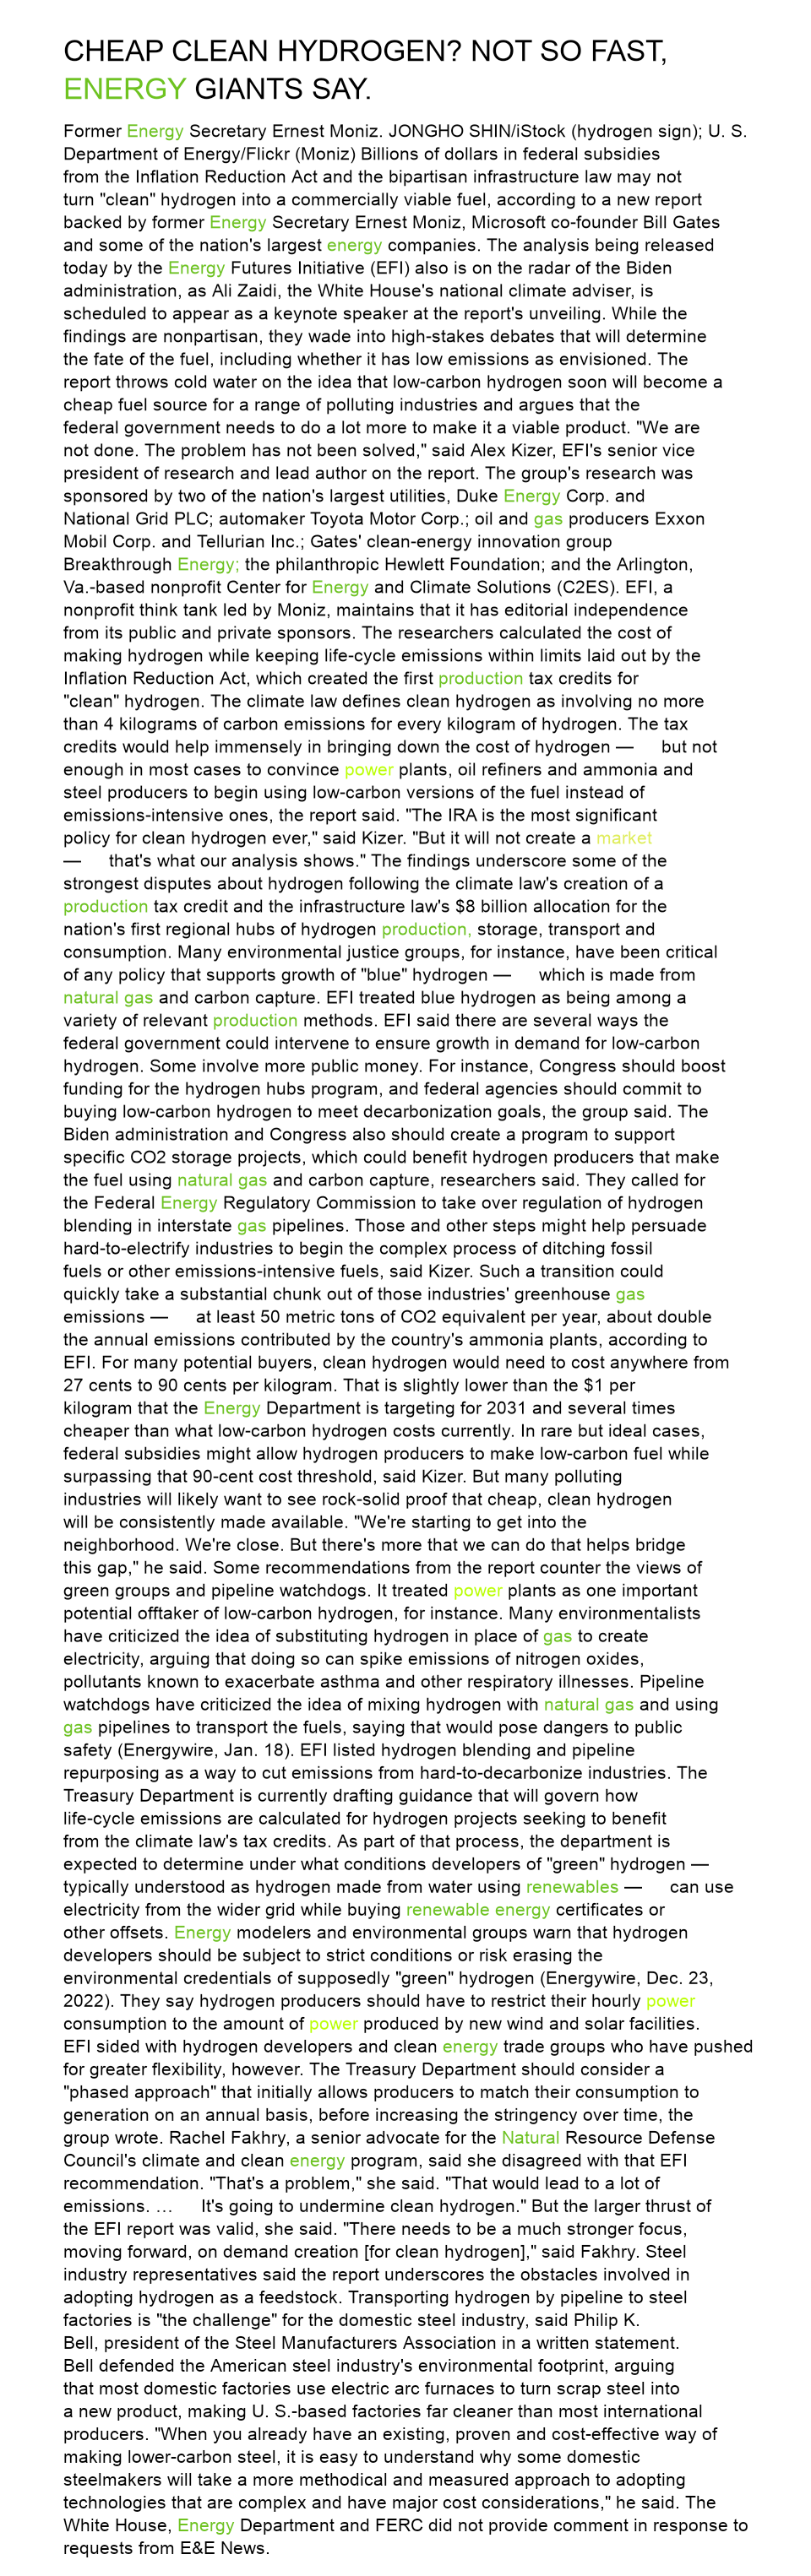 CHEAP CLEAN HYDROGEN? NOT SO FAST,
ENERGY GIANTS SAY.
Former Energy Secretary Ernest Moniz. JONGHO SHIN/iStock (hydrogen sign); U. S.
Department of Energy/Flickr (Moniz) Billions of dollars in federal subsidies
from the Inflation Reduction Act and the bipartisan infrastructure law may not
turn "clean" hydrogen into a commercially viable fuel, according to a new report
backed by former Energy Secretary Ernest Moniz, Microsoft co-founder Bill Gates
and some of the nation's largest energy companies. The analysis being released
today by the Energy Futures Initiative (EFI) also is on the radar of the Biden
administration, as Ali Zaidi, the White House's national climate adviser, is
scheduled to appear as a keynote speaker at the report's unveiling. While the
findings are nonpartisan, they wade into high-stakes debates that will determine
the fate of the fuel, including whether it has low emissions as envisioned. The
report throws cold water on the idea that low-carbon hydrogen soon will become a
cheap fuel source for a range of polluting industries and argues that the
federal government needs to do a lot more to make it a viable product. "We are
not done. The problem has not been solved," said Alex Kizer, EFI's senior vice
president of research and lead author on the report. The group's research was
sponsored by two of the nation's largest utilities, Duke Energy Corp. and
National Grid PLC; automaker Toyota Motor Corp.; oil and gas producers Exxon
Mobil Corp. and Tellurian Inc.; Gates' clean-energy innovation group
Breakthrough Energy; the philanthropic Hewlett Foundation; and the Arlington,
Va.-based nonprofit Center for Energy and Climate Solutions (C2ES). EFI, a
nonprofit think tank led by Moniz, maintains that it has editorial independence
from its public and private sponsors. The researchers calculated the cost of
making hydrogen while keeping life-cycle emissions within limits laid out by the
Inflation Reduction Act, which created the first production tax credits for
"clean" hydrogen. The climate law defines clean hydrogen as involving no more
than 4 kilograms of carbon emissions for every kilogram of hydrogen. The tax
credits would help immensely in bringing down the cost of hydrogen — but not
enough in most cases to convince power plants, oil refiners and ammonia and
steel producers to begin using low-carbon versions of the fuel instead of
emissions-intensive ones, the report said. "The IRA is the most significant
policy for clean hydrogen ever," said Kizer. "But it will not create a market
— that's what our analysis shows." The findings underscore some of the
strongest disputes about hydrogen following the climate law's creation of a
production tax credit and the infrastructure law's $8 billion allocation for the
nation's first regional hubs of hydrogen production, storage, transport and
consumption. Many environmental justice groups, for instance, have been critical
of any policy that supports growth of "blue" hydrogen — which is made from
natural gas and carbon capture. EFI treated blue hydrogen as being among a
variety of relevant production methods. EFI said there are several ways the
federal government could intervene to ensure growth in demand for low-carbon
hydrogen. Some involve more public money. For instance, Congress should boost
funding for the hydrogen hubs program, and federal agencies should commit to
buying low-carbon hydrogen to meet decarbonization goals, the group said. The
Biden administration and Congress also should create a program to support
specific CO2 storage projects, which could benefit hydrogen producers that make
the fuel using natural gas and carbon capture, researchers said. They called for
the Federal Energy Regulatory Commission to take over regulation of hydrogen
blending in interstate gas pipelines. Those and other steps might help persuade
hard-to-electrify industries to begin the complex process of ditching fossil
fuels or other emissions-intensive fuels, said Kizer. Such a transition could
quickly take a substantial chunk out of those industries' greenhouse gas
emissions — at least 50 metric tons of CO2 equivalent per year, about double
the annual emissions contributed by the country's ammonia plants, according to
EFI. For many potential buyers, clean hydrogen would need to cost anywhere from
27 cents to 90 cents per kilogram. That is slightly lower than the $1 per
kilogram that the Energy Department is targeting for 2031 and several times
cheaper than what low-carbon hydrogen costs currently. In rare but ideal cases,
federal subsidies might allow hydrogen producers to make low-carbon fuel while
surpassing that 90-cent cost threshold, said Kizer. But many polluting
industries will likely want to see rock-solid proof that cheap, clean hydrogen
will be consistently made available. "We're starting to get into the
neighborhood. We're close. But there's more that we can do that helps bridge
this gap," he said. Some recommendations from the report counter the views of
green groups and pipeline watchdogs. It treated power plants as one important
potential offtaker of low-carbon hydrogen, for instance. Many environmentalists
have criticized the idea of substituting hydrogen in place of gas to create
electricity, arguing that doing so can spike emissions of nitrogen oxides,
pollutants known to exacerbate asthma and other respiratory illnesses. Pipeline
watchdogs have criticized the idea of mixing hydrogen with natural gas and using
gas pipelines to transport the fuels, saying that would pose dangers to public
safety (Energywire, Jan. 18). EFI listed hydrogen blending and pipeline
repurposing as a way to cut emissions from hard-to-decarbonize industries. The
Treasury Department is currently drafting guidance that will govern how
life-cycle emissions are calculated for hydrogen projects seeking to benefit
from the climate law's tax credits. As part of that process, the department is
expected to determine under what conditions developers of "green" hydrogen —
typically understood as hydrogen made from water using renewables — can use
electricity from the wider grid while buying renewable energy certificates or
other offsets. Energy modelers and environmental groups warn that hydrogen
developers should be subject to strict conditions or risk erasing the
environmental credentials of supposedly "green" hydrogen (Energywire, Dec. 23,
2022). They say hydrogen producers should have to restrict their hourly power
consumption to the amount of power produced by new wind and solar facilities.
EFI sided with hydrogen developers and clean energy trade groups who have pushed
for greater flexibility, however. The Treasury Department should consider a
"phased approach" that initially allows producers to match their consumption to
generation on an annual basis, before increasing the stringency over time, the
group wrote. Rachel Fakhry, a senior advocate for the Natural Resource Defense
Council's climate and clean energy program, said she disagreed with that EFI
recommendation. "That's a problem," she said. "That would lead to a lot of
emissions. … It's going to undermine clean hydrogen." But the larger thrust of
the EFI report was valid, she said. "There needs to be a much stronger focus,
moving forward, on demand creation [for clean hydrogen]," said Fakhry. Steel
industry representatives said the report underscores the obstacles involved in
adopting hydrogen as a feedstock. Transporting hydrogen by pipeline to steel
factories is "the challenge" for the domestic steel industry, said Philip K.
Bell, president of the Steel Manufacturers Association in a written statement.
Bell defended the American steel industry's environmental footprint, arguing
that most domestic factories use electric arc furnaces to turn scrap steel into
a new product, making U. S.-based factories far cleaner than most international
producers. "When you already have an existing, proven and cost-effective way of
making lower-carbon steel, it is easy to understand why some domestic
steelmakers will take a more methodical and measured approach to adopting
technologies that are complex and have major cost considerations," he said. The
White House, Energy Department and FERC did not provide comment in response to
requests from E&E News.